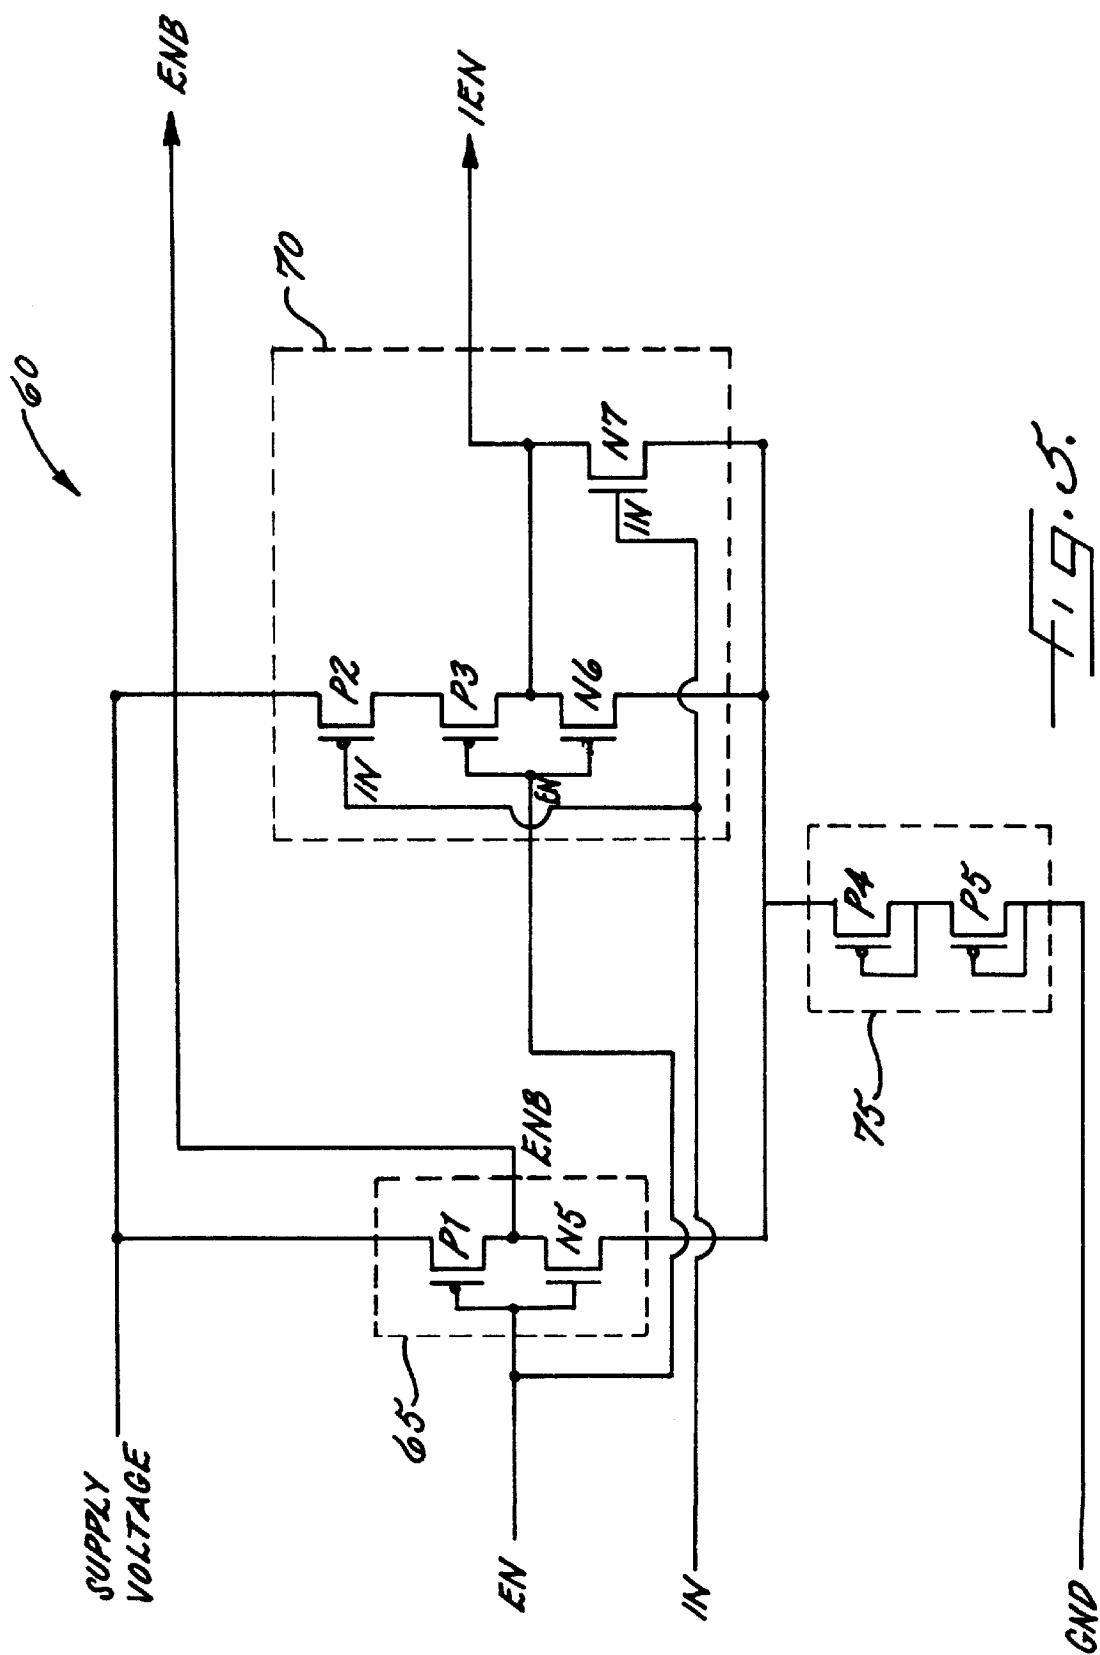 60
ENB
IEN
70
SUPPLY
VOLTAGE
P2
IN
P3
EN
N6
N7
IN
P1
ENB
N5
65
EN
IN
P4
P5
75
GND
Fig. 5.